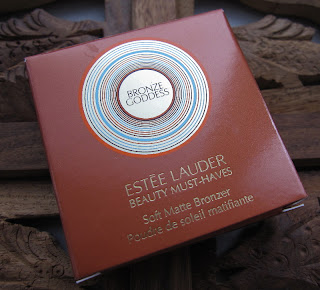 BRONZE
GODDESS
ESTĒE LAUDER
BEAUTY MUST-HAVES
Soft Matte Bronzer
Poudre de soleil matifiante